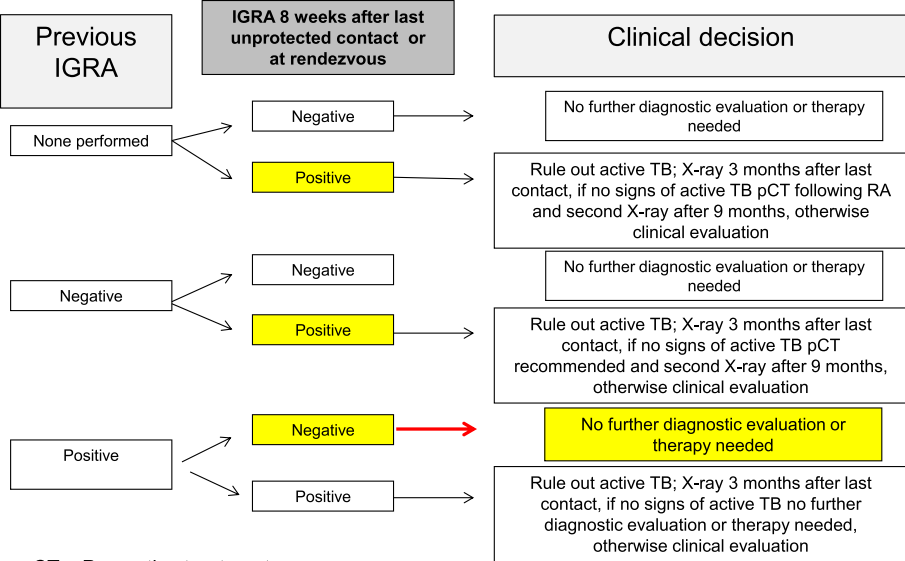 Previous
IGRA
IGRA 8 weeks after last
unprotected contact or
at rendezvous
Clinical decision
None performed
Negative
No further diagnostic evaluation or therapy
needed
Positive
Rule out active TB; X-ray 3 months after last
contact, if no signs of active TB pCT following RA
and second X-ray after 9 months, otherwise
clinical evaluation
Negative
Negative
No further diagnostic evaluation or therapy
needed
Positive
Rule out active TB; X-ray 3 months after last
contact, if no signs of active TB pCT
recommended and second X-ray after 9 months,
otherwise clinical evaluation
Positive
Negative
No further diagnostic evaluation or
therapy needed
Positive
Rule out active TB; X-ray 3 months after last
contact, if no signs of active TB no further
diagnostic evaluation or therapy needed,
otherwise clinical evaluation